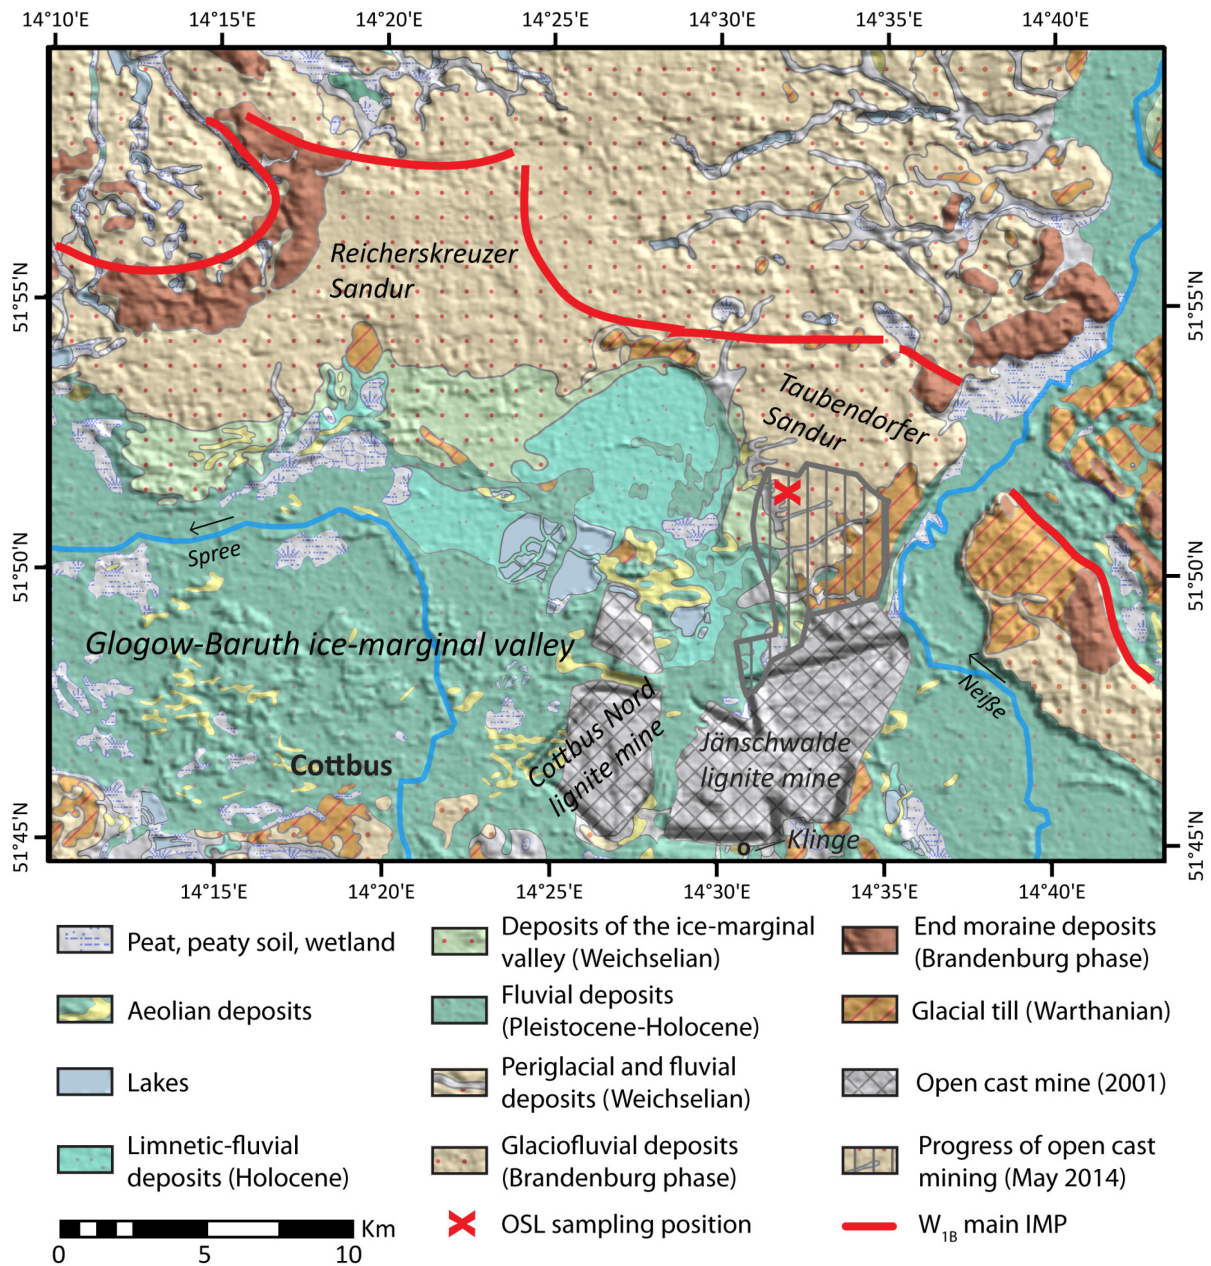 14°10'E 14°15'E 14°20'E 14°25'E 14°30'E 14°35'E 14°40'E
Reicherskreuzer
Sandur
51°55'N
51°55'N
Taubendorfer
Sandur
Spree
51°50'N
51°50'N
Glogow-Baruth ice-marginal valley
Neiße
Cottbus Nord
lignite mine
Jänschwalde
lignite mine
Cottbus
Klinge
51°45'N
51°45'N
14°15'E 14°20'E 14°25'E 14°30'E 14°35'E 14°40'E
Peat, peaty soil, wetland
Aeolian deposits
Lakes
Limnetic-fluvial
deposits (Holocene)
Km
0 5 10
Deposits of the ice-marginal
valley (Weichselian)
Fluvial deposits
(Pleistocene-Holocene)
Periglacial and fluvial
deposits (Weichselian)
Glaciofluvial deposits
(Brandenburg phase)
OSL sampling position
End moraine deposits
(Brandenburg phase)
Glacial till (Warthanian)
Open cast mine (2001)
Progress of open cast
mining (May 2014)
W1B main IMP